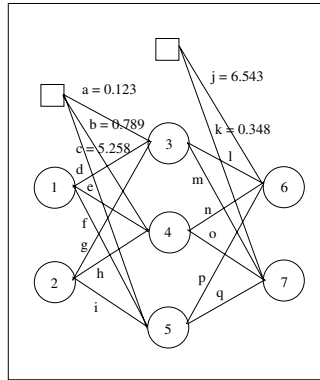 j = 6.543
a = 0.123
b = 0.789
k = 0.348
c = 5.258
l
d
e
m
1
3
6
n
f
o
g
4
h
p
2
7
i
q
5